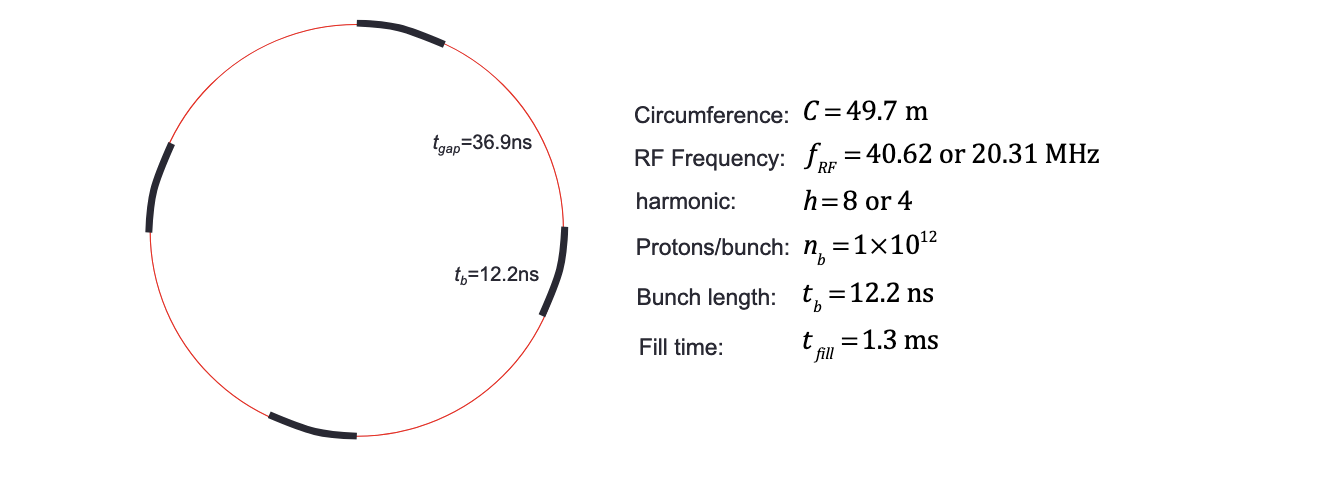 t_gap=36.9ns
t_b=12.2ns
Circumference: C=49.7 m
RF Frequency: f_RF=40.62 or 20.31 MHz
harmonic: h=8 or 4
Protons/bunch: n_b=1×10^12
Bunch length: t_b=12.2 ns
Fill time: t_fill=1.3 ms